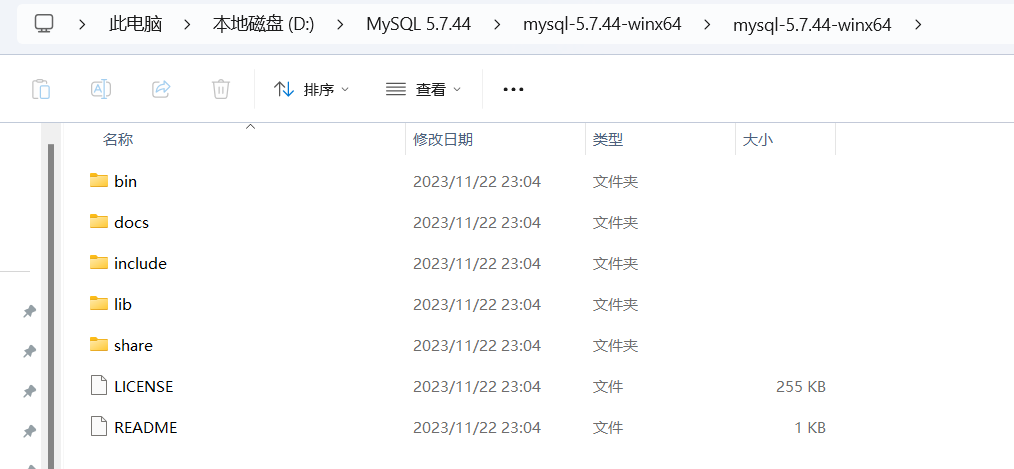 此电脑 本地磁盘 (D:) MySQL 5.7.44 mysql-5.7.44-winx64 mysql-5.7.44-winx64
排序 查看
名称 修改日期 类型 大小
bin 2023/11/22 23:04 文件夹
docs 2023/11/22 23:04 文件夹
include 2023/11/22 23:04 文件夹
lib 2023/11/22 23:04 文件夹
share 2023/11/22 23:04 文件夹
LICENSE 2023/11/22 23:04 文件 255 KB
README 2023/11/22 23:04 文件 1 KB